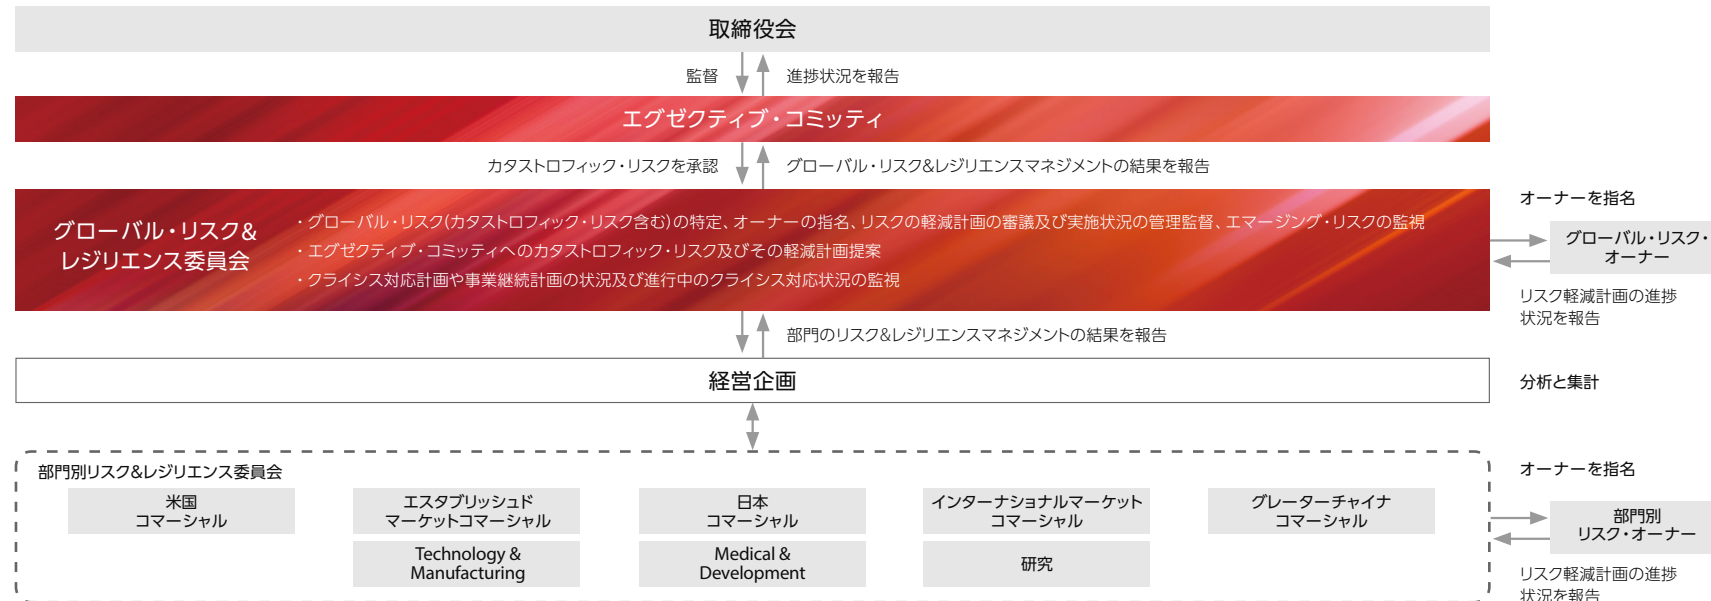 取締役会
監督
進捗状況を報告
エグゼクティブ・コミッティ
カタストロフィック・リスクを承認
グローバル・リスク&レジリエンスマネジメントの結果を報告
グローバル・リスク&
レジリエンス委員会
・グローバル・リスク(カタストロフィック・リスク含む)の特定、オーナーの指名、リスクの軽減計画の審議及び実施状況の管理監督、エマージング・リスクの監視
・エグゼクティブ・コミッティへのカタストロフィック・リスク及びその軽減計画提案
・クライシス対応計画や事業継続計画の状況及び進行中のクライシス対応状況の監視
オーナーを指名
グローバル・リスク・
オーナー
リスク軽減計画の進捗
状況を報告
部門のリスク&レジリエンスマネジメントの結果を報告
経営企画
分析と集計
部門別リスク&レジリエンス委員会
米国
コマーシャル
エスタブリッシュド
マーケットコマーシャル
日本
コマーシャル
インターナショナルマーケット
コマーシャル
グレーターチャイナ
コマーシャル
Technology &
Manufacturing
Medical &
Development
研究
オーナーを指名
部門別
リスク・オーナー
リスク軽減計画の進捗
状況を報告